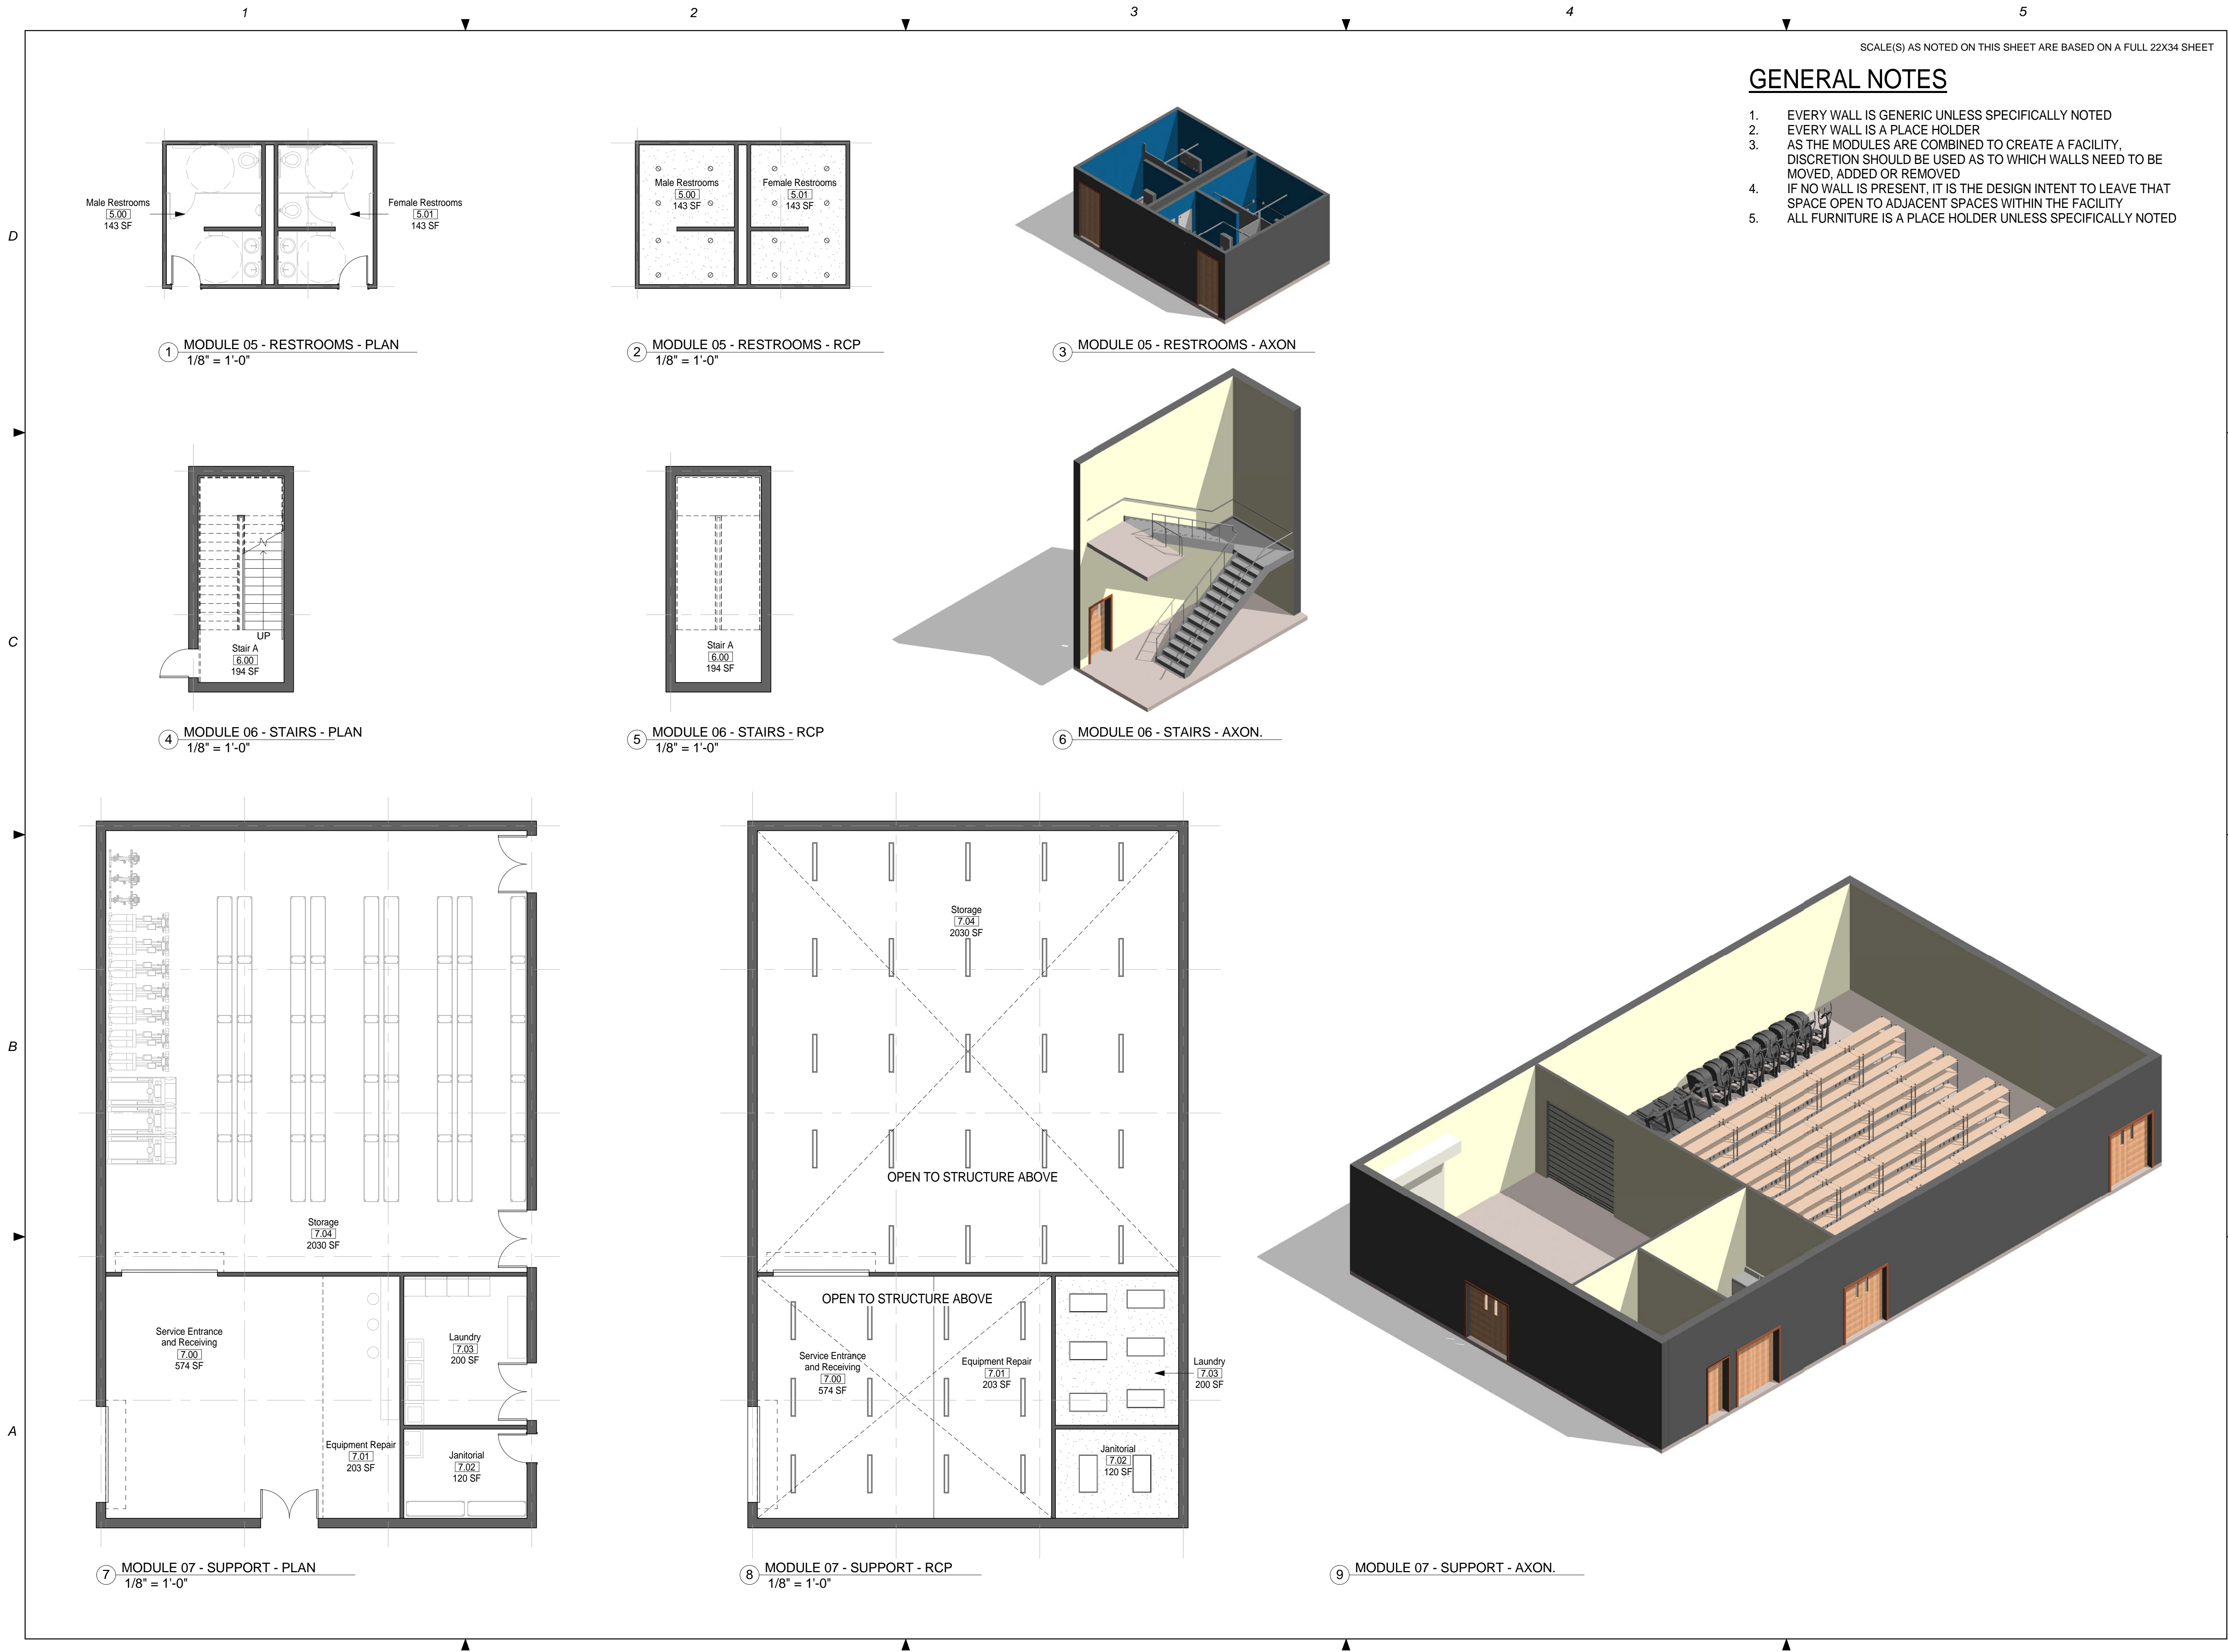 1 2 3 4 5
SCALE(S) AS NOTED ON THIS SHEET ARE BASED ON A FULL 22X34 SHEET
GENERAL NOTES
1. EVERY WALL IS GENERIC UNLESS SPECIFICALLY NOTED
2. EVERY WALL IS A PLACE HOLDER
3. AS THE MODULES ARE COMBINED TO CREATE A FACILITY,
DISCRETION SHOULD BE USED AS TO WHICH WALLS NEED TO BE
MOVED, ADDED OR REMOVED
4. IF NO WALL IS PRESENT, IT IS THE DESIGN INTENT TO LEAVE THAT
SPACE OPEN TO ADJACENT SPACES WITHIN THE FACILITY
5. ALL FURNITURE IS A PLACE HOLDER UNLESS SPECIFICALLY NOTED
D
Male Restrooms
5.00
143 SF
Female Restrooms
5.01
143 SF
1 MODULE 05 - RESTROOMS - PLAN
1/8" = 1'-0"
Male Restrooms
5.00
143 SF
Female Restrooms
5.01
143 SF
2 MODULE 05 - RESTROOMS - RCP
1/8" = 1'-0"
3 MODULE 05 - RESTROOMS - AXON
C
UP
Stair A
6.00
194 SF
4 MODULE 06 - STAIRS - PLAN
1/8" = 1'-0"
Stair A
6.00
194 SF
5 MODULE 06 - STAIRS - RCP
1/8" = 1'-0"
6 MODULE 06 - STAIRS - AXON.
B
Storage
7.04
2030 SF
Service Entrance
and Receiving
7.00
574 SF
Laundry
7.03
200 SF
A
Equipment Repair
7.01
203 SF
Janitorial
7.02
120 SF
7 MODULE 07 - SUPPORT - PLAN
1/8" = 1'-0"
Storage
7.04
2030 SF
OPEN TO STRUCTURE ABOVE
OPEN TO STRUCTURE ABOVE
Service Entrance
and Receiving
7.00
574 SF
Equipment Repair
7.01
203 SF
Laundry
7.03
200 SF
Janitorial
7.02
120 SF
8 MODULE 07 - SUPPORT - RCP
1/8" = 1'-0"
9 MODULE 07 - SUPPORT - AXON.